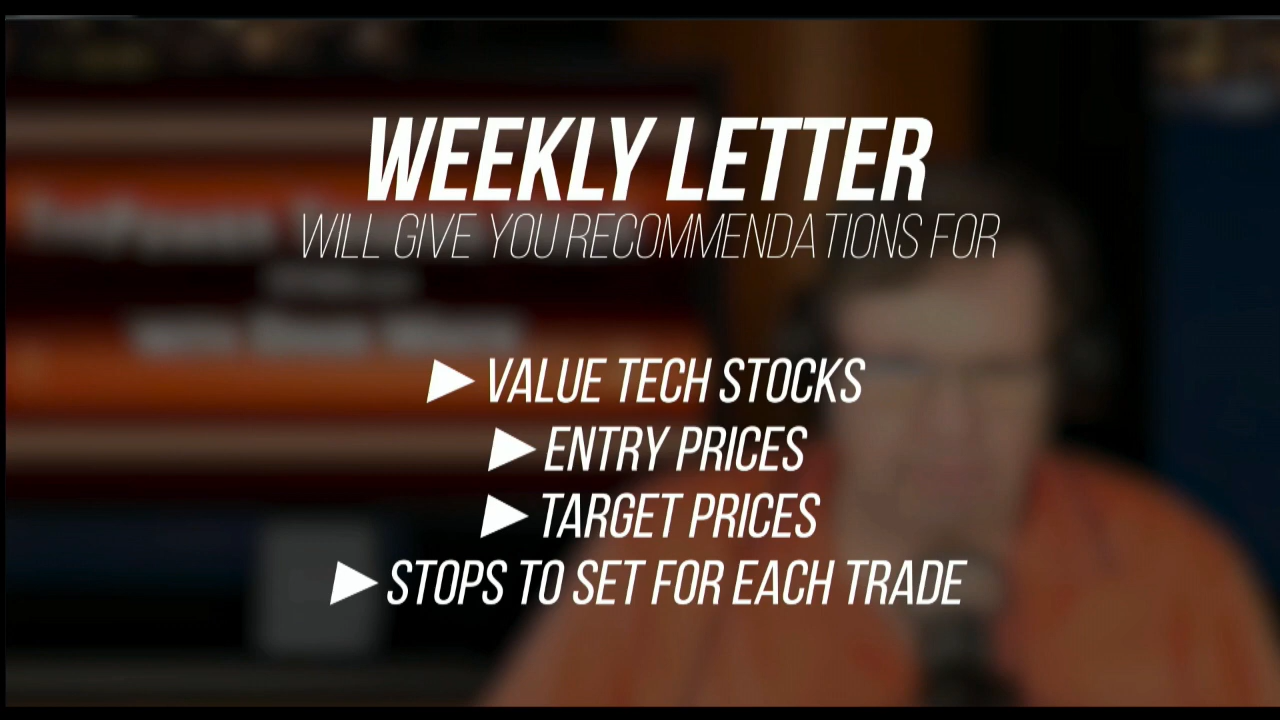 WEEKLY LETTER
WILL GIVE YOU RECOMMENDATIONS FOR
▶ VALUE TECH STOCKS
▶ ENTRY PRICES
▶ TARGET PRICES
▶ STOPS TO SET FOR EACH TRADE